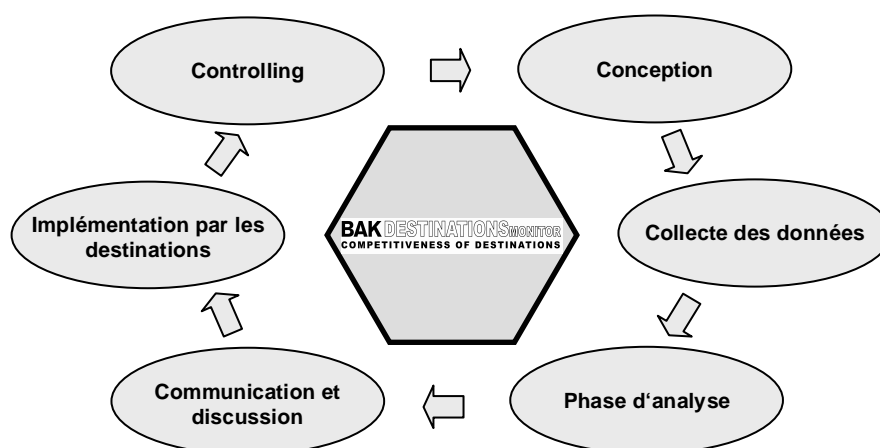 Controlling
Conception
Implémentation par les
destinations
BAK DESTINATIONSMONITOR
COMPETITIVENESS OF DESTINATIONS
Collecte des données
Communication et
discussion
Phase d‘analyse